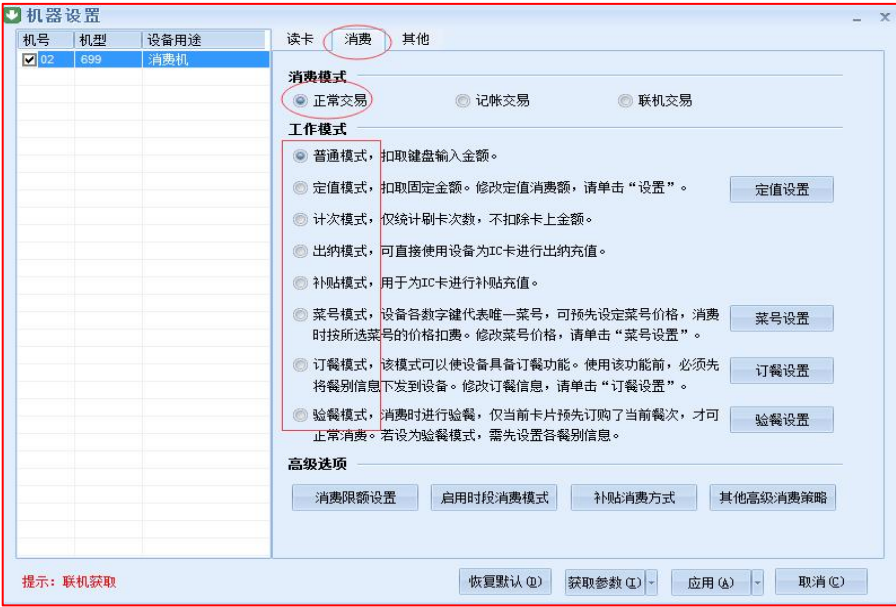 机器设置
机号 机型 设备用途
02 699 消费机
读卡 消费 其他
消费模式
正常交易 记帐交易 联机交易
工作模式
普通模式，扣取键盘输入金额。
定值模式，扣取固定金额。修改定值消费额，请单击“设置”。 定值设置
计次模式，仅统计刷卡次数，不扣除卡上金额。
出纳模式，可直接使用设备为IC卡进行出纳充值。
补贴模式，用于为IC卡进行补贴充值。
菜号模式，设备各数字键代表唯一菜号，可预先设定菜号价格，消费
时按所选菜号的价格扣费。修改菜号价格，请单击“菜号设置”。
菜号设置
订餐模式，该模式可以使设备具备订餐功能。使用该功能前，必须先
将餐别信息下发到设备。修改订餐信息，请单击“订餐设置”。
订餐设置
验餐模式，消费时进行验餐，仅当前卡片预先订购了当前餐次，才可
正常消费。若设为验餐模式，需先设置各餐别信息。
验餐设置
高级选项
消费限额设置 启用时段消费模式 补贴消费方式 其他高级消费策略
提示：联机获取 恢复默认(D) 获取参数(I) 应用(A) 取消(C)